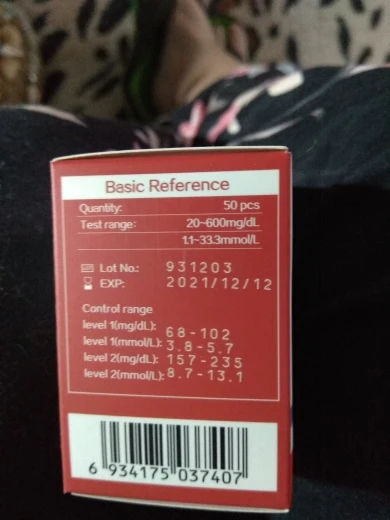 Basic Reference
Quantity: 50 pcs
Test range: 20~600mg/dL
1.1~33.3mmol/L
Lot No.: 931203
EXP: 2021/12/12
Control range
level 1(mg/dL): 68-102
level 1(mmol/L): 3.8-5.7
level 2(mg/dL): 157-235
level 2(mmol/L): 8.7-13.1
6 934175 037407